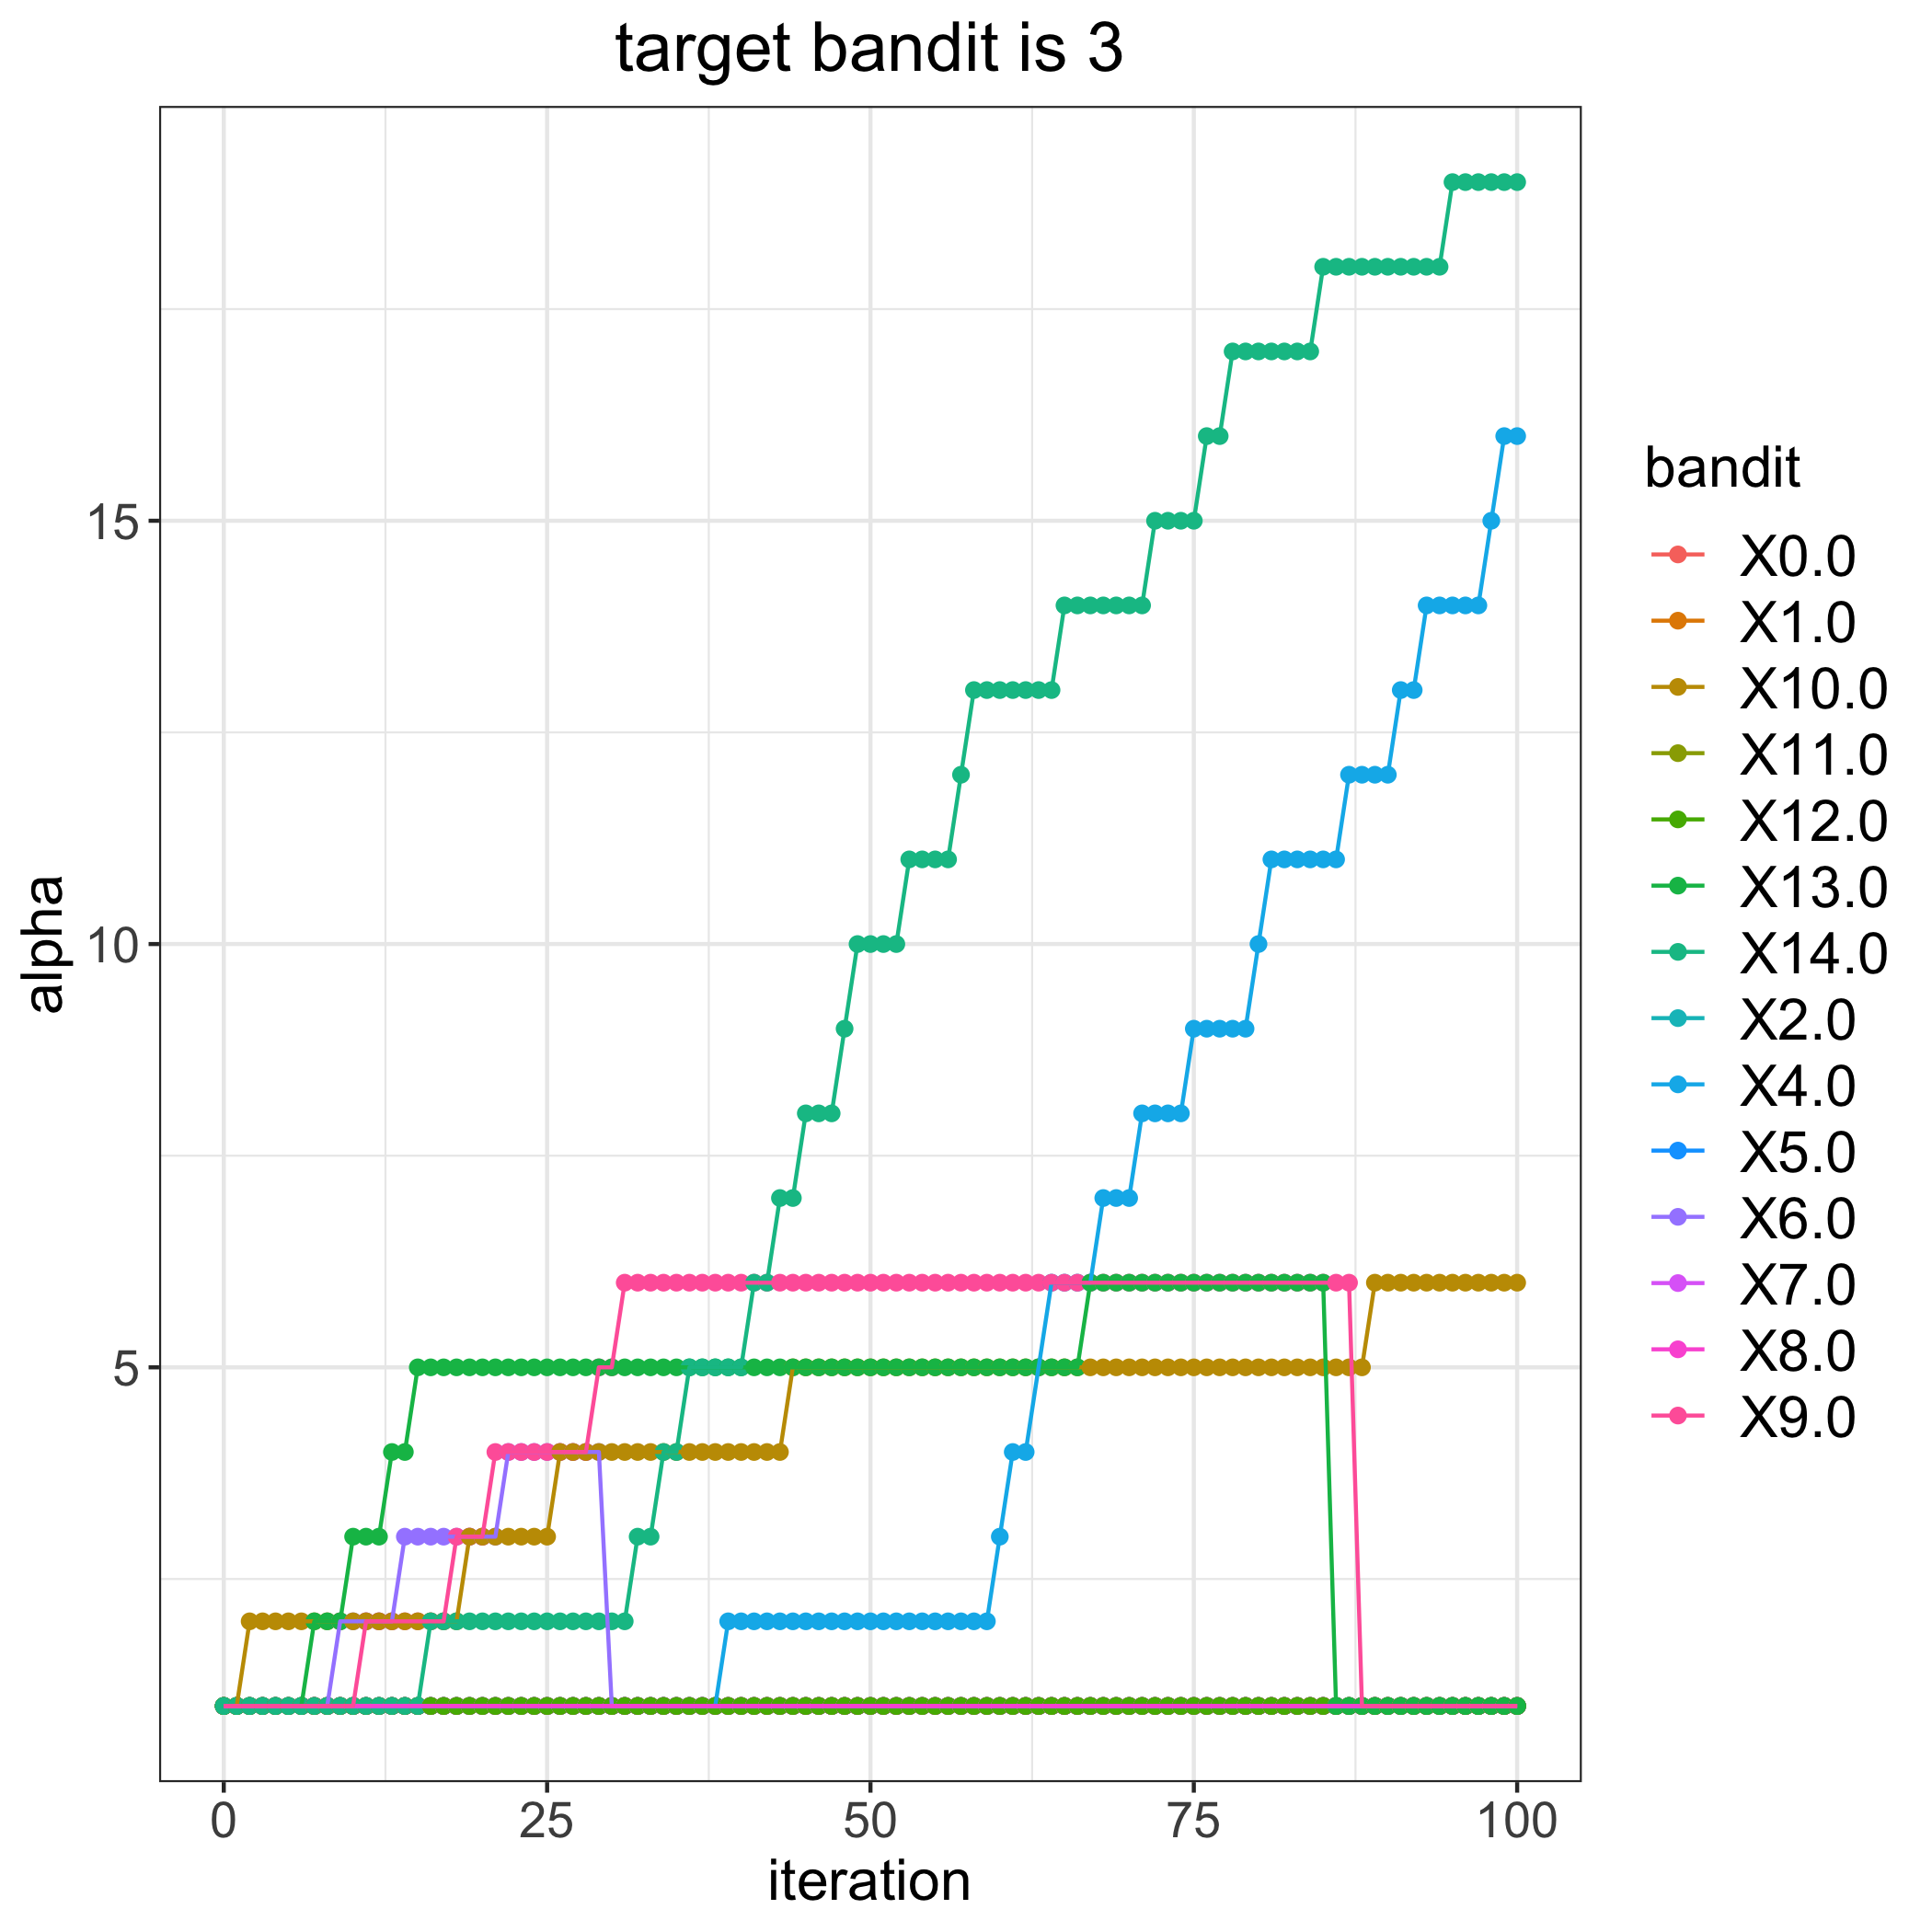 target bandit is 3
alpha
15
10
5
0
25
50
75
100
iteration
bandit
X0.0
X1.0
X10.0
X11.0
X12.0
X13.0
X14.0
X2.0
X4.0
X5.0
X6.0
X7.0
X8.0
X9.0